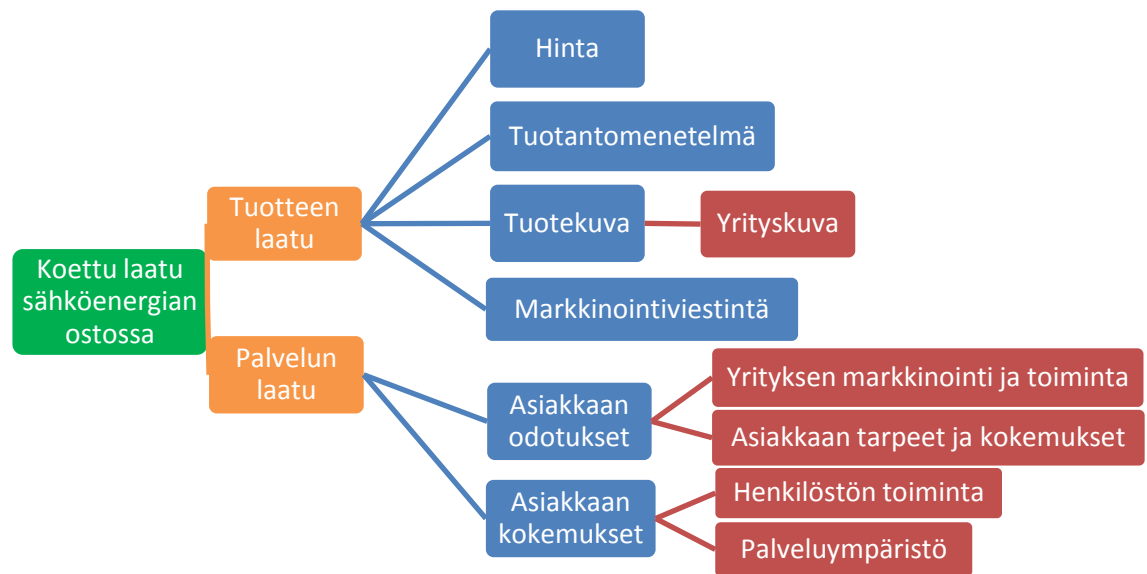 Koettu laatu
sähköenergian
ostossa
Tuotteen
laatu
Hinta
Tuotantomenetelmä
Tuotekuva
Yrityskuva
Markkinointiviestintä
Palvelun
laatu
Asiakkaan
odotukset
Yrityksen markkinointi ja toiminta
Asiakkaan tarpeet ja kokemukset
Asiakkaan
kokemukset
Henkilöstön toiminta
Palveluympäristö